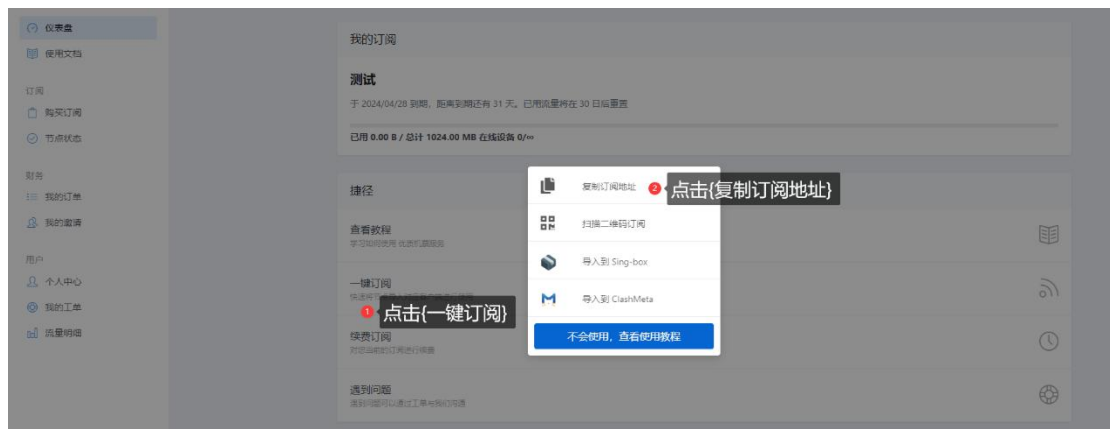 仪表盘
使用文档
订阅
购买订阅
节点状态
财务
我的订单
我的邀请
用户
个人中心
我的工单
流量明细
我的订阅
测试
于 2024/04/28 到期，距离到期还有 31 天。已用流量将在 30 日后重置
已用 0.00 B / 总计 1024.00 MB 在线设备 0/∞
捷径
查看教程
学习如何使用
一键订阅
1 点击{一键订阅}
续费订阅
对您当前的订阅进行续费
遇到问题
遇到问题可以通过工单与我们沟通
复制订阅地址
2 点击{复制订阅地址}
扫描二维码订阅
导入到 Sing-box
导入到 ClashMeta
不会使用，查看使用教程